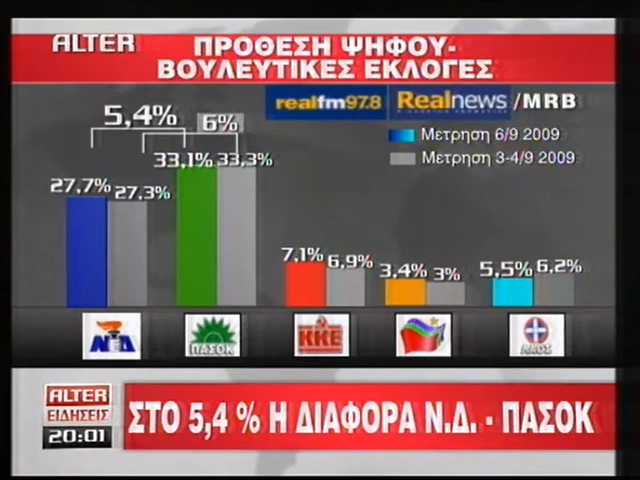 ALTER
ΠΡΟΘΕΣΗ ΨΗΦΟΥ-
ΒΟΥΛΕΥΤΙΚΕΣ ΕΚΛΟΓΕΣ
realfm97.8 Realnews /MRB
Μετρηση 6/9 2009
Μετρηση 3-4/9 2009
5,4% 6%
27,7% 27,3% 33,1% 33,3% 7,1% 6,9% 3,4% 3% 5,5% 6,2%
ΝΔ ΠΑΣΟΚ ΚΚΕ ΛΑΟΣ
ALTER
ΕΙΔΗΣΕΙΣ
20:01
ΣΤΟ 5,4 % Η ΔΙΑΦΟΡΑ Ν.Δ. - ΠΑΣΟΚ